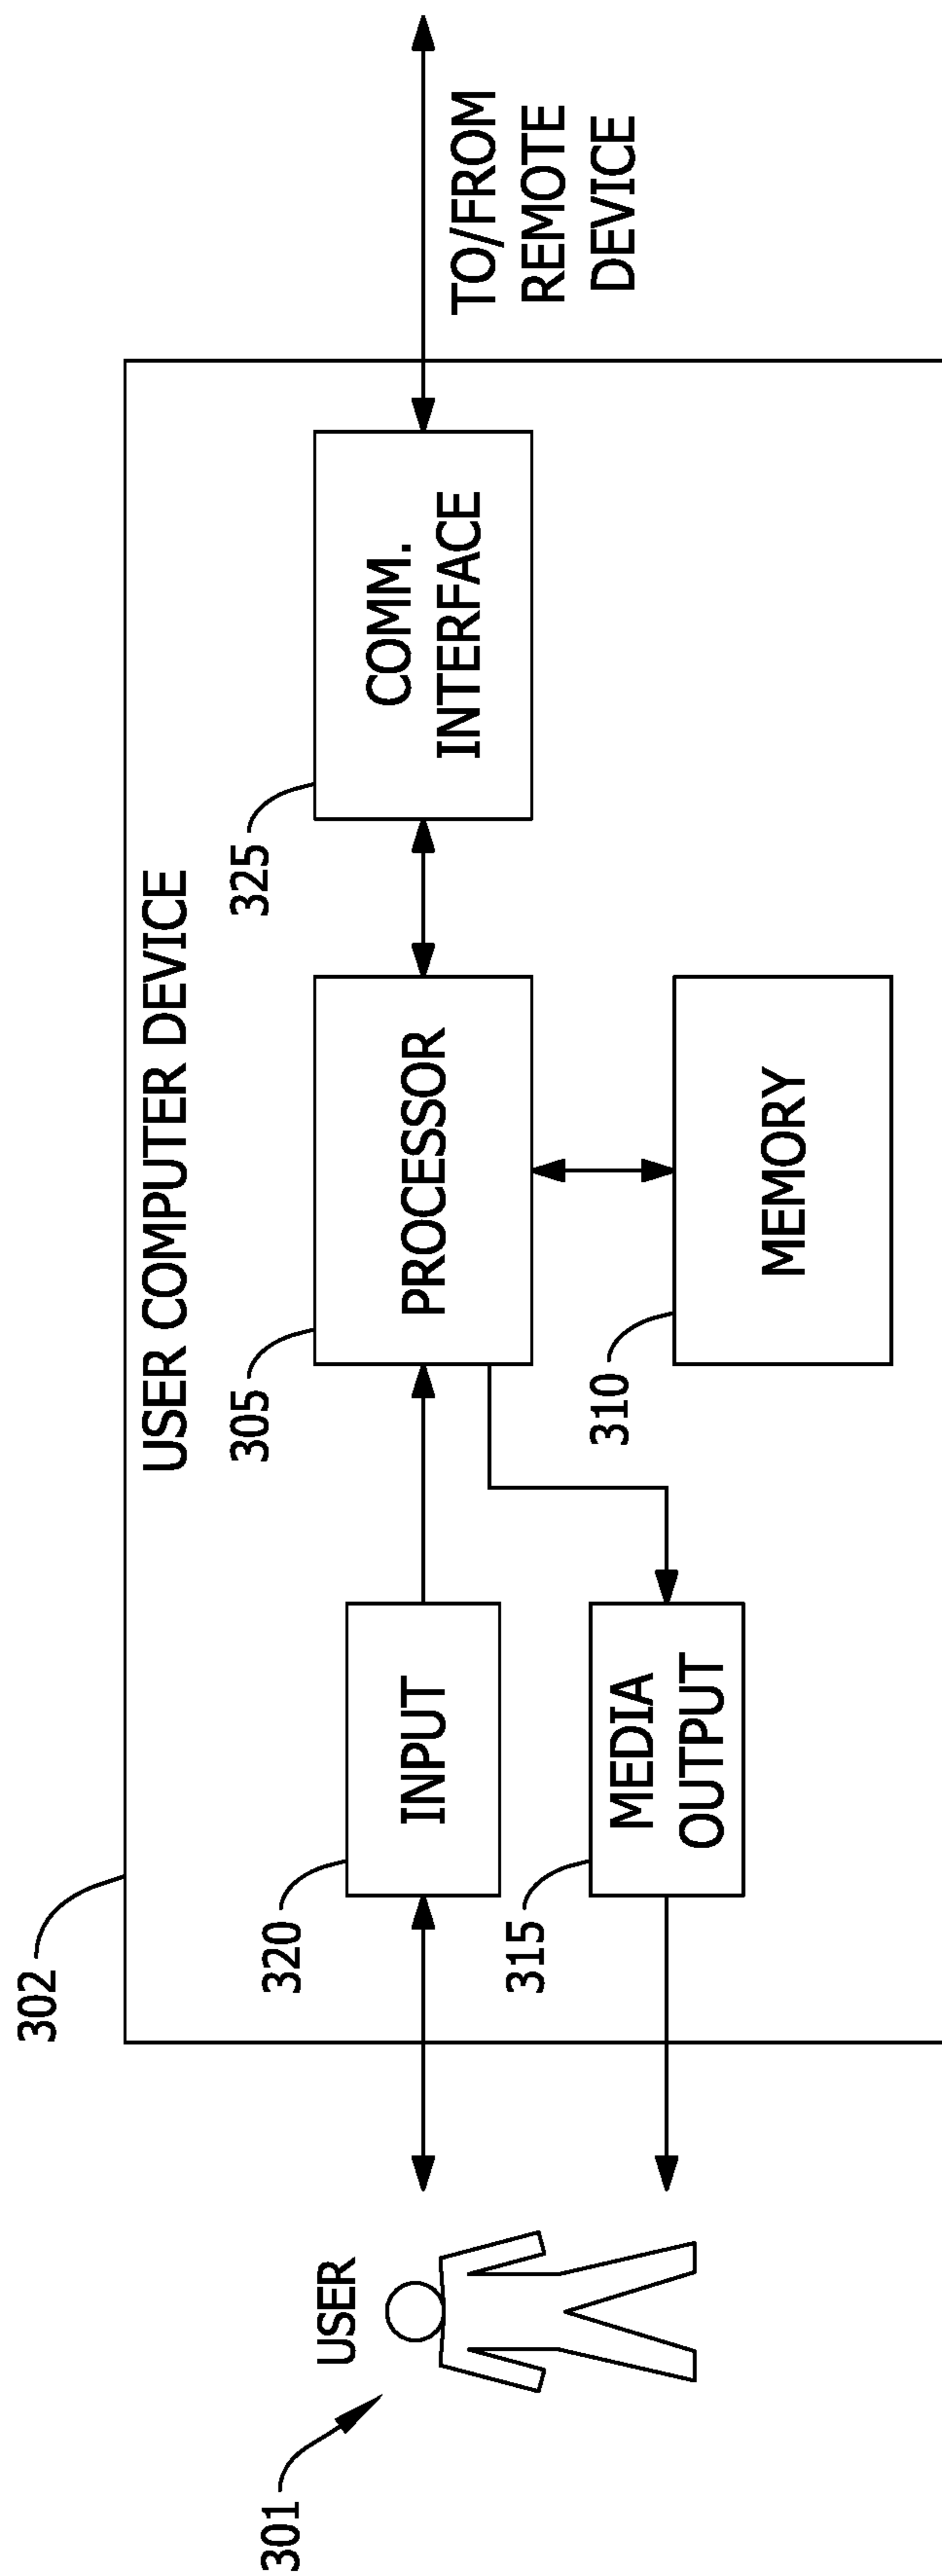 302
USER COMPUTER DEVICE
301
USER
320
INPUT
305
PROCESSOR
325
COMM.
INTERFACE
TO/FROM
REMOTE
DEVICE
315
MEDIA
OUTPUT
310
MEMORY